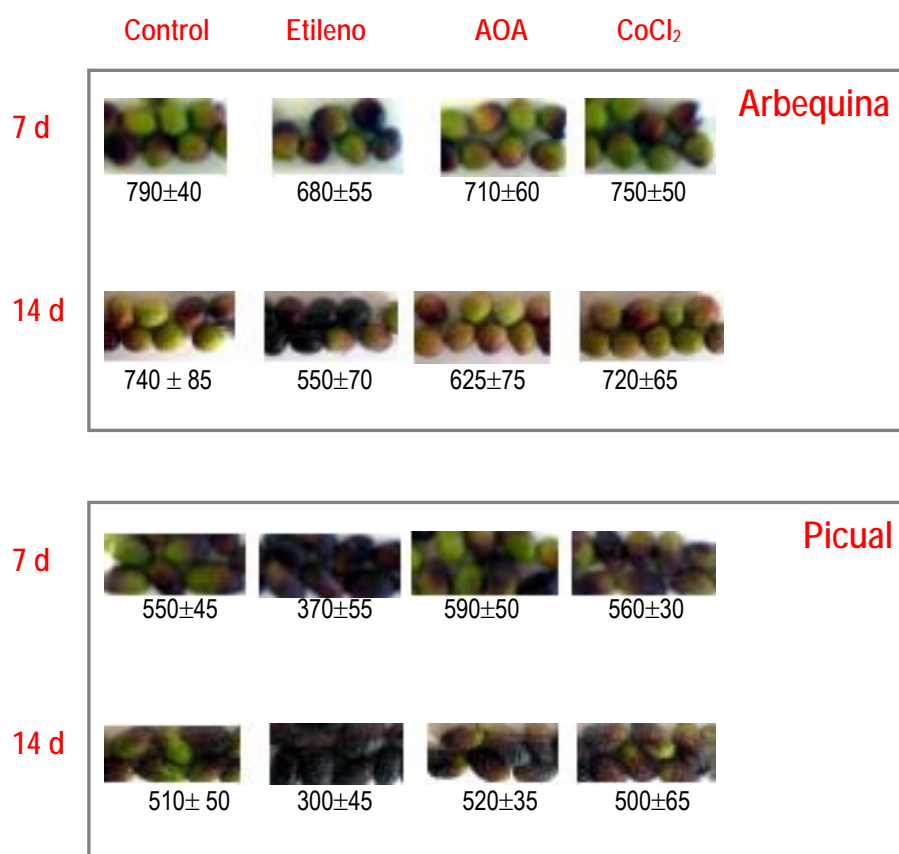 Control Etileno AOA CoCl₂
Arbequina
7 d
790±40 680±55 710±60 750±50
14 d
740 ± 85 550±70 625±75 720±65
Picual
7 d
550±45 370±55 590±50 560±30
14 d
510± 50 300±45 520±35 500±65